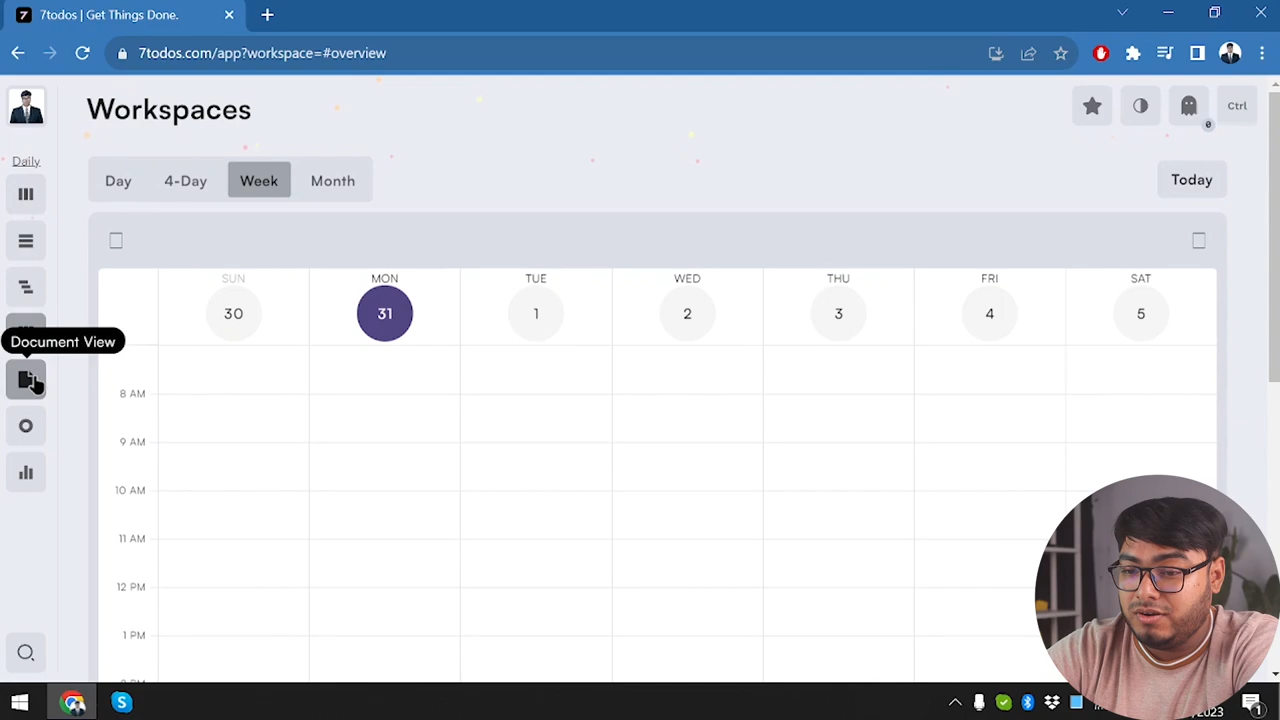 7todos | Get Things Done.
7todos.com/app?workspace=#overview
Workspaces
Ctrl
0
Daily
Day 4-Day Week Month
Today
SUN MON TUE WED THU FRI SAT
30 31 1 2 3 4 5
Document View
8 AM
9 AM
10 AM
11 AM
12 PM
1 PM
2023
1